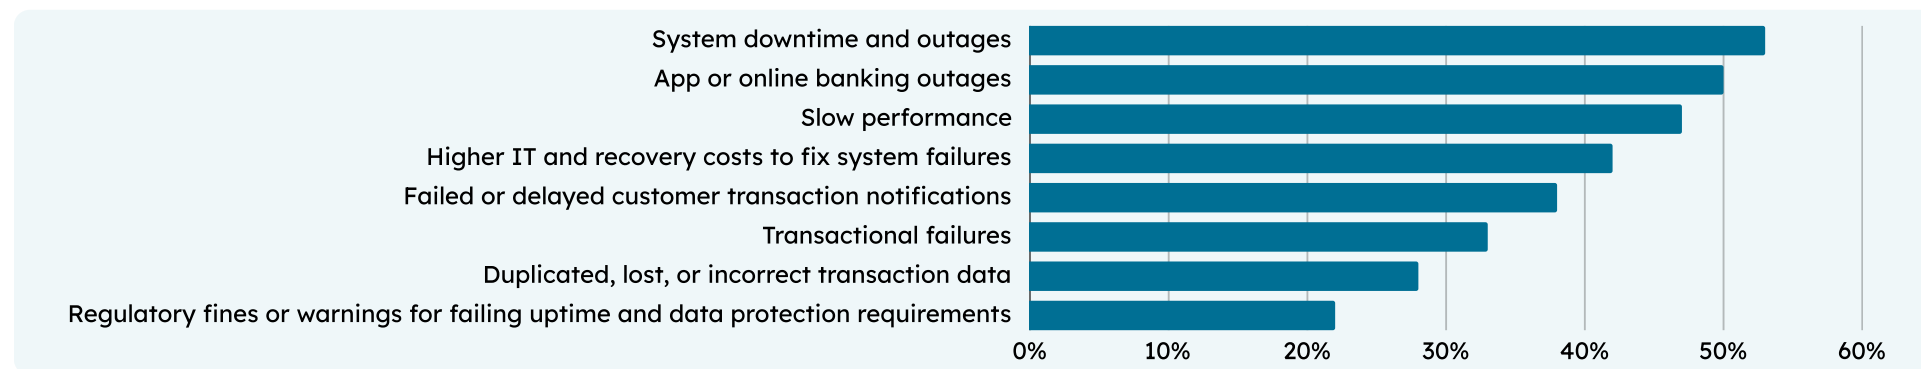 System downtime and outages
App or online banking outages
Slow performance
Higher IT and recovery costs to fix system failures
Failed or delayed customer transaction notifications
Transactional failures
Duplicated, lost, or incorrect transaction data
Regulatory fines or warnings for failing uptime and data protection requirements
0% 10% 20% 30% 40% 50% 60%